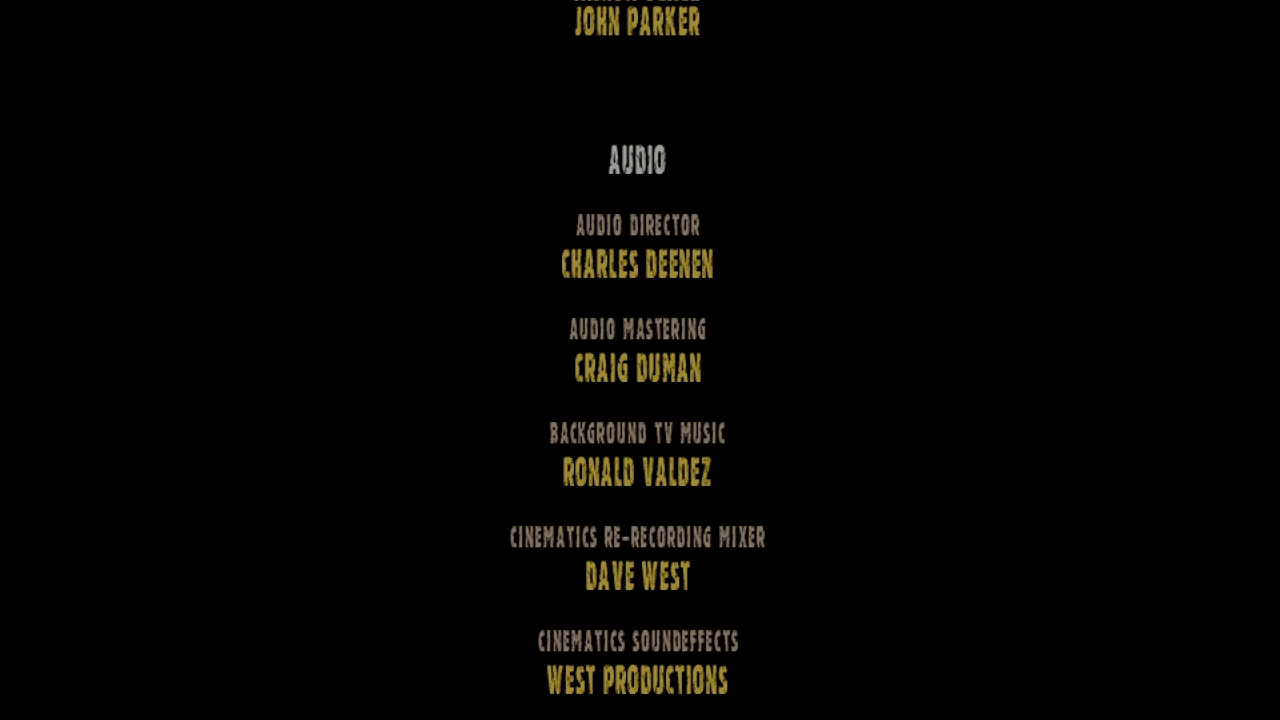 JOHN PARKER
AUDIO
AUDIO DIRECTOR
CHARLES DEENEN
AUDIO MASTERING
CRAIG DUMAN
BACKGROUND TV MUSIC
RONALD VALDEZ
CINEMATICS RE-RECORDING MIXER
DAVE WEST
CINEMATICS SOUNDEFFECTS
WEST PRODUCTIONS